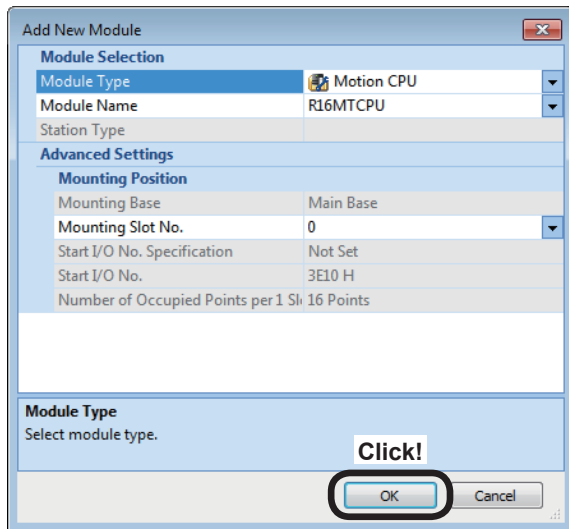 Add New Module
Module Selection
Module Type Motion CPU
Module Name R16MTCPU
Station Type
Advanced Settings
Mounting Position
Mounting Base Main Base
Mounting Slot No. 0
Start I/O No. Specification Not Set
Start I/O No. 3E10 H
Number of Occupied Points per 1 Sl 16 Points
Module Type
Select module type.
Click!
OK Cancel